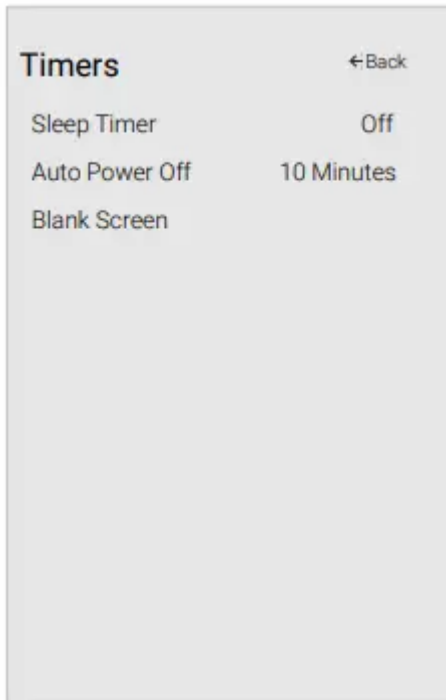 Timers ←Back
Sleep Timer Off
Auto Power Off 10 Minutes
Blank Screen